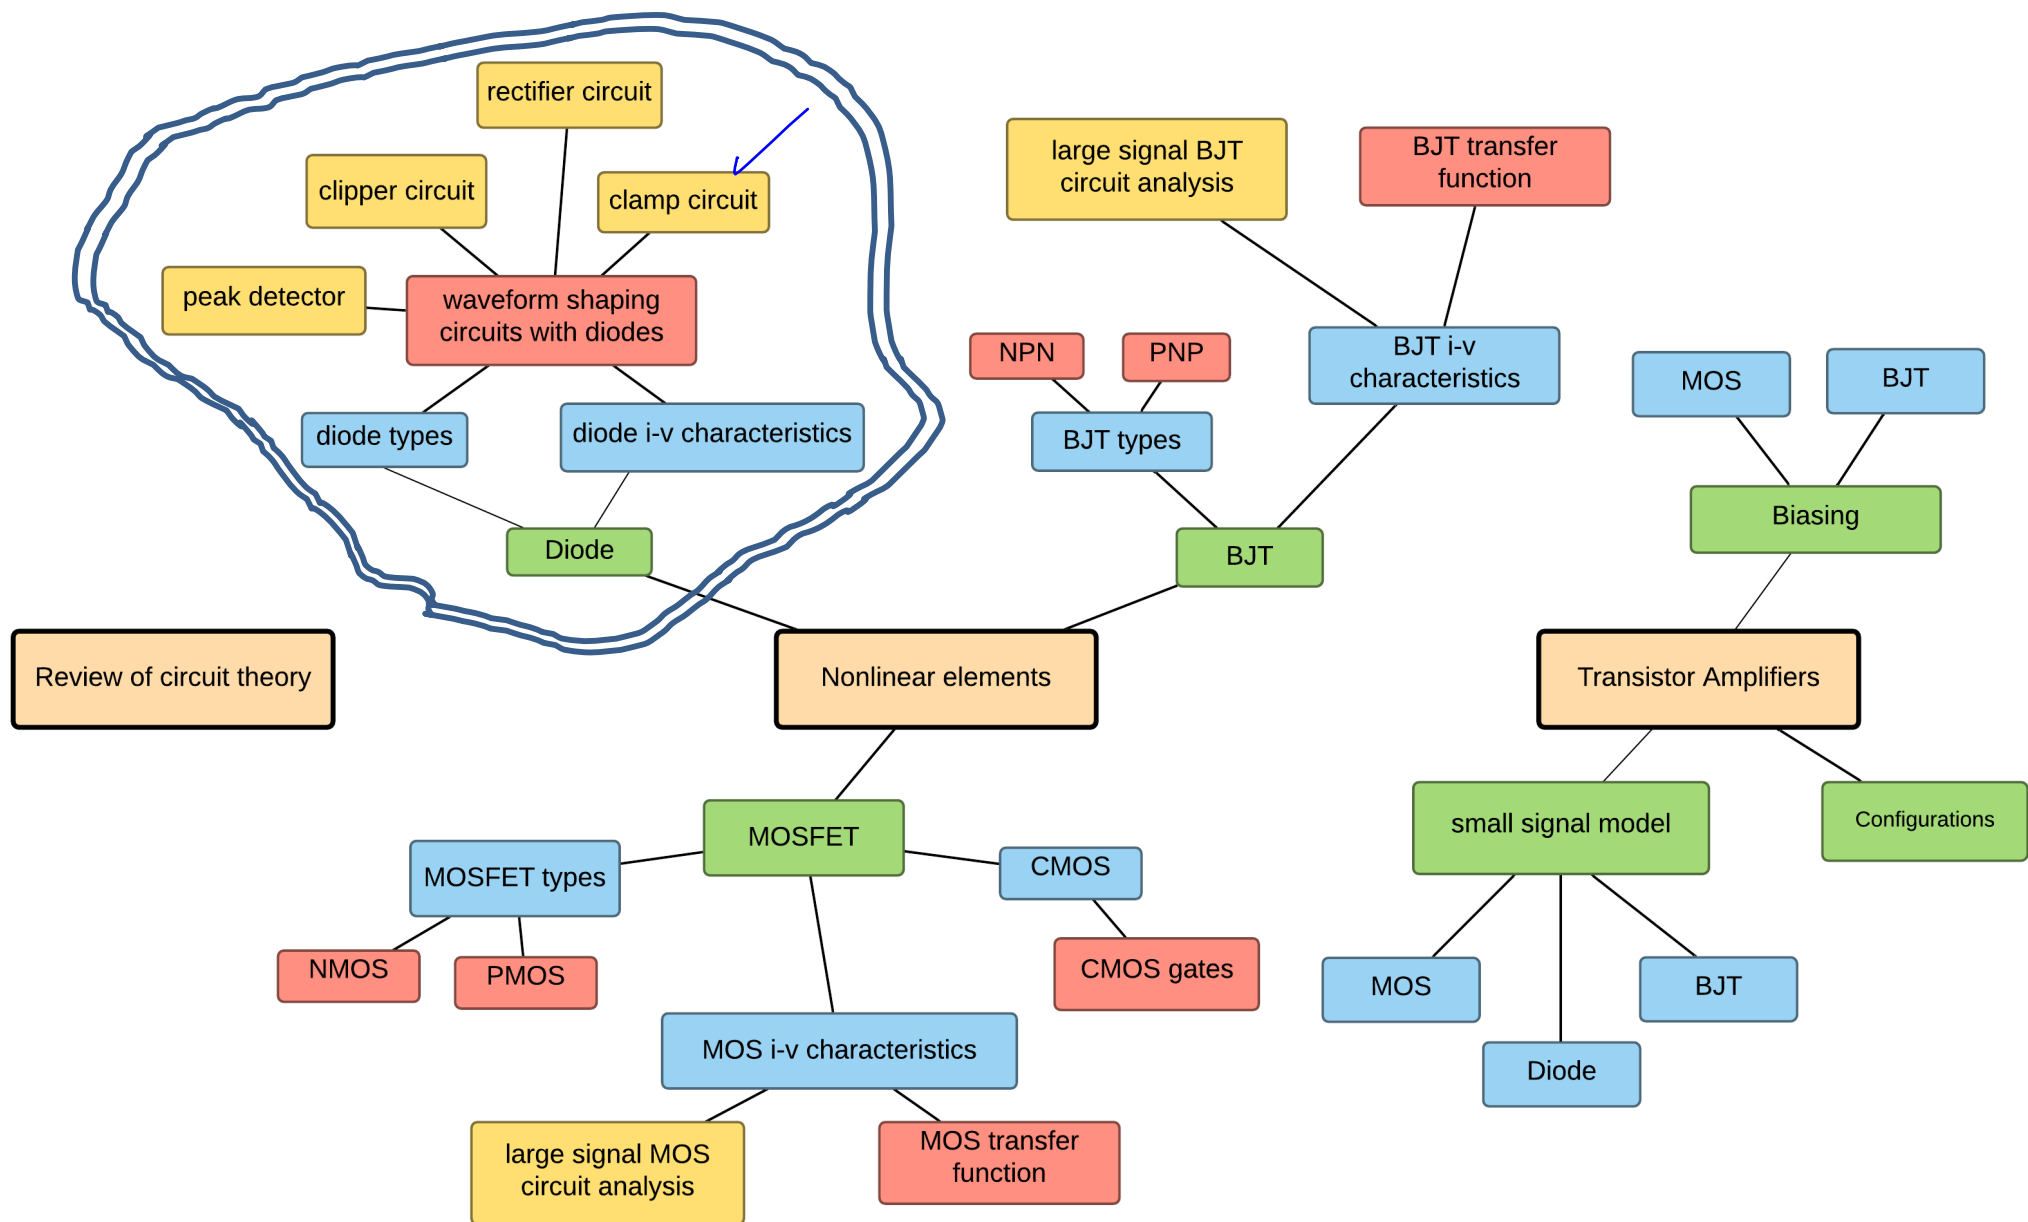 rectifier circuit
clipper circuit
clamp circuit
peak detector
waveform shaping
circuits with diodes
diode types
diode i-v characteristics
Diode
large signal BJT
circuit analysis
BJT transfer
function
NPN
PNP
BJT types
BJT i-v
characteristics
BJT
MOS
BJT
Biasing
Review of circuit theory
Nonlinear elements
Transistor Amplifiers
MOSFET
MOSFET types
CMOS
NMOS
PMOS
CMOS gates
MOS i-v characteristics
large signal MOS
circuit analysis
MOS transfer
function
small signal model
Configurations
MOS
BJT
Diode